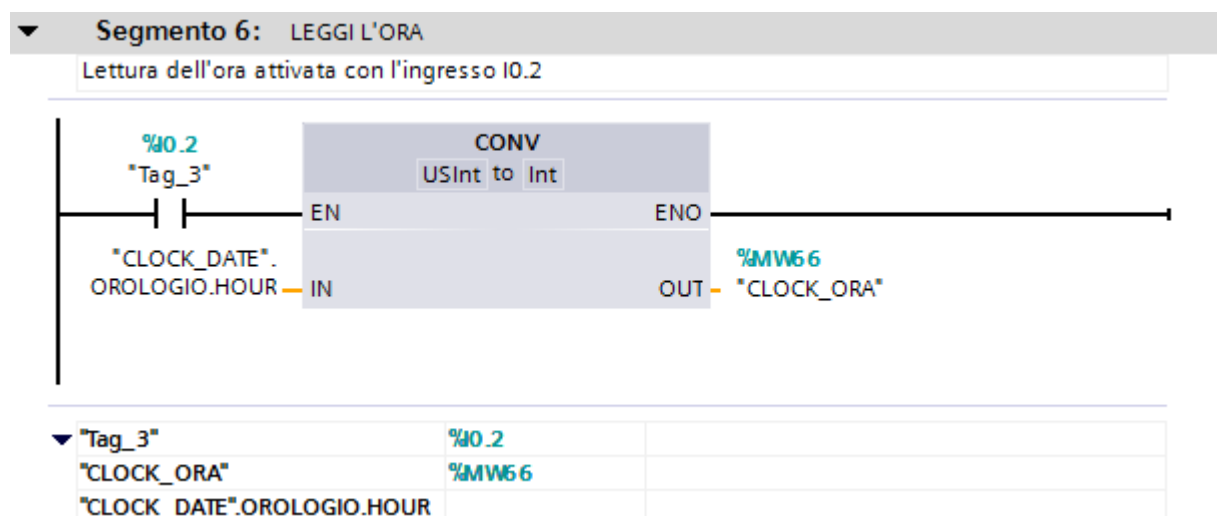 Segmento 6: LEGGI L'ORA
Lettura dell'ora attivata con l'ingresso I0.2
%I0.2
"Tag_3"
CONV
USInt to Int
EN ENO
"CLOCK_DATE".
OROLOGIO.HOUR IN
%MW66
OUT "CLOCK_ORA"
"Tag_3" %I0.2
"CLOCK_ORA" %MW66
"CLOCK_DATE".OROLOGIO.HOUR